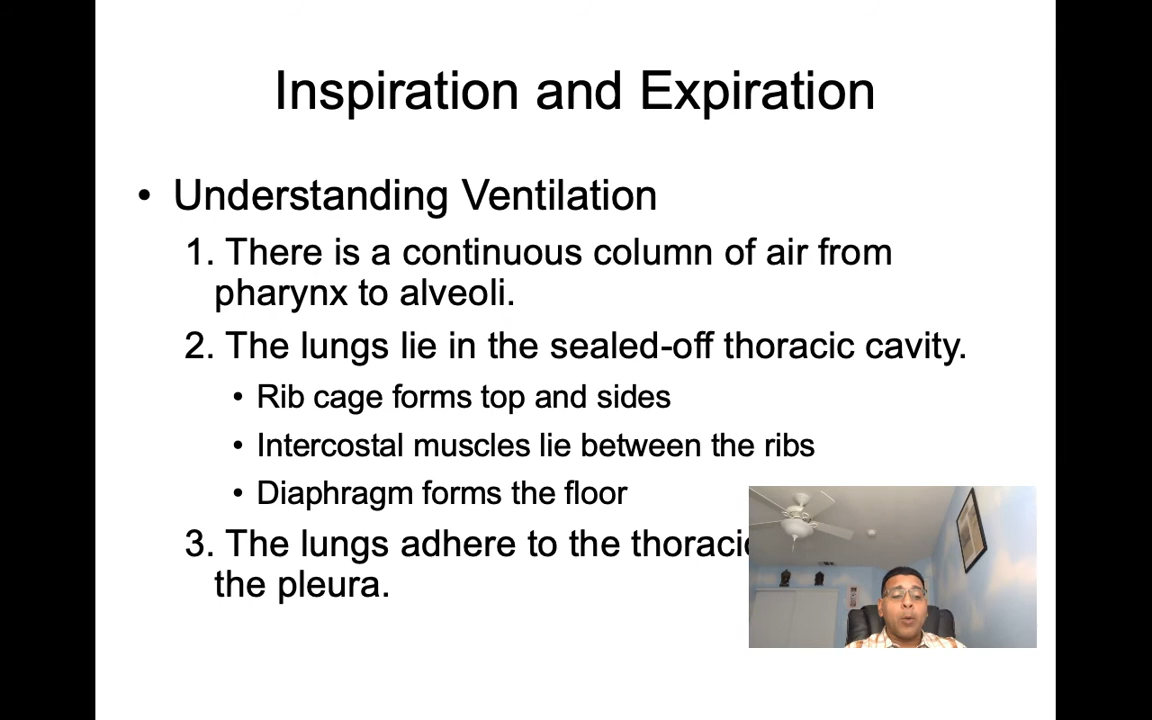 Inspiration and Expiration
• Understanding Ventilation
1. There is a continuous column of air from
pharynx to alveoli.
2. The lungs lie in the sealed-off thoracic cavity.
• Rib cage forms top and sides
• Intercostal muscles lie between the ribs
• Diaphragm forms the floor
3. The lungs adhere to the
the pleura.